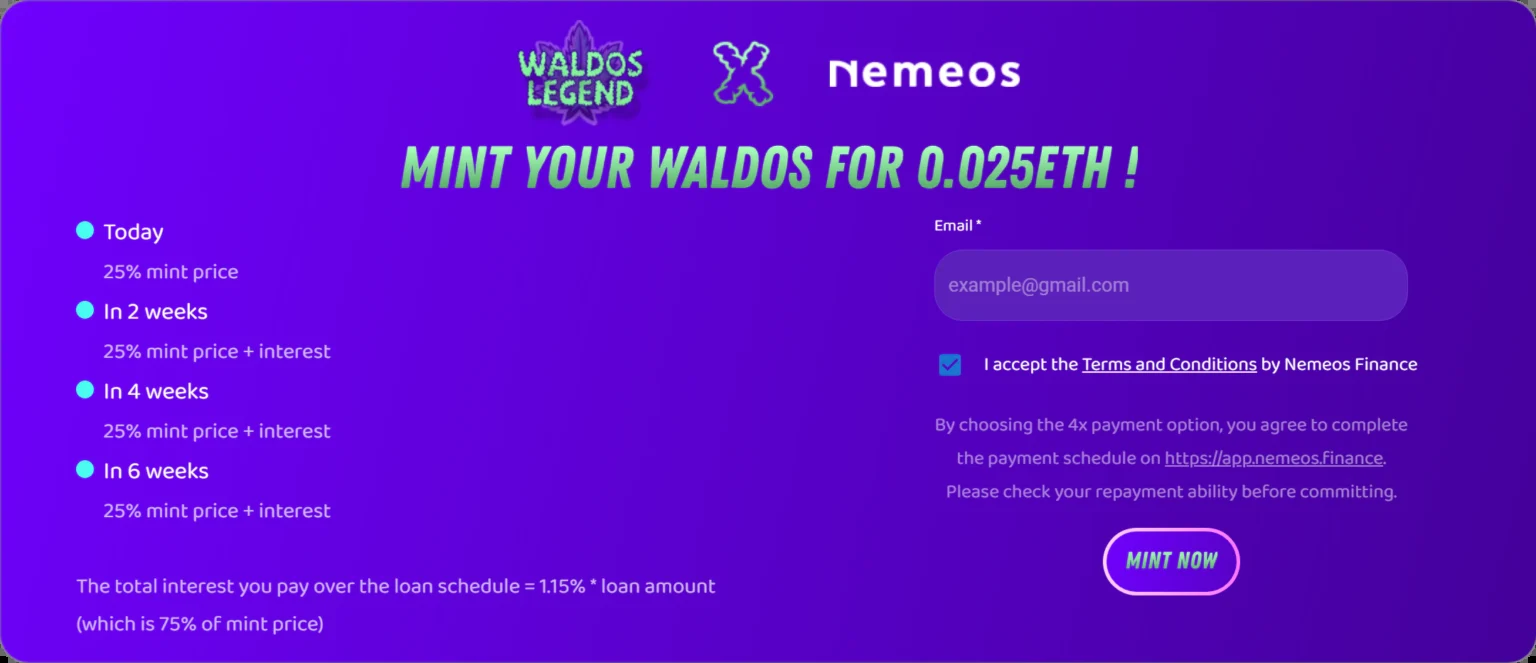 WALDOS
LEGEND
nemeos
MINT YOUR WALDOS FOR 0.025ETH !
Today
25% mint price
In 2 weeks
25% mint price + interest
In 4 weeks
25% mint price + interest
In 6 weeks
25% mint price + interest
The total interest you pay over the loan schedule = 1.15% * loan amount
(which is 75% of mint price)
Email *
example@gmail.com
I accept the Terms and Conditions by Nemeos Finance
By choosing the 4x payment option, you agree to complete
the payment schedule on https://app.nemeos.finance.
Please check your repayment ability before committing.
MINT NOW